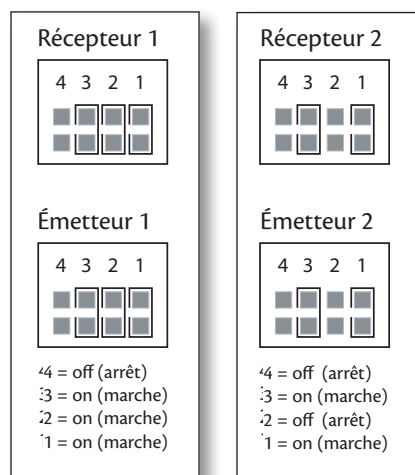 Récepteur 1
4 3 2 1
Émetteur 1
4 3 2 1
4 = off (arrêt)
3 = on (marche)
2 = on (marche)
1 = on (marche)
Récepteur 2
4 3 2 1
Émetteur 2
4 3 2 1
4 = off (arrêt)
3 = on (marche)
2 = off (arrêt)
1 = on (marche)